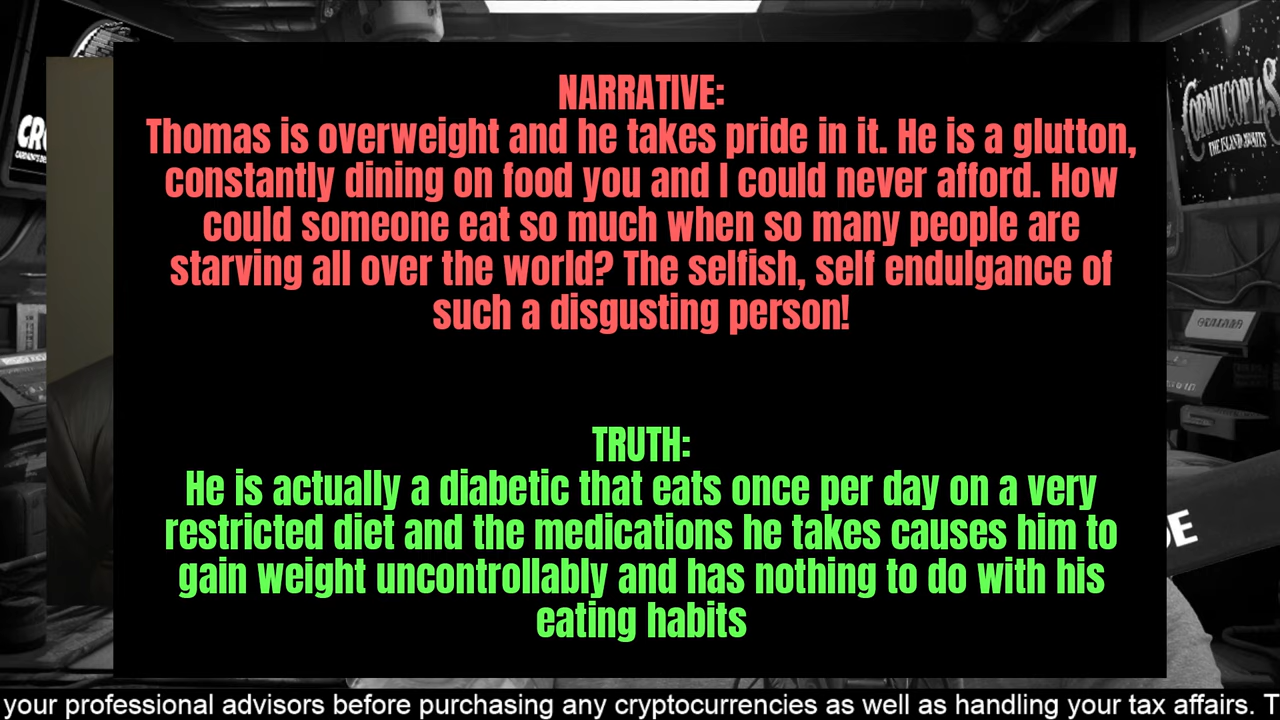 NARRATIVE:
Thomas is overweight and he takes pride in it. He is a glutton,
constantly dining on food you and I could never afford. How
could someone eat so much when so many people are
starving all over the world? The selfish, self endulgance of
such a disgusting person!
TRUTH:
He is actually a diabetic that eats once per day on a very
restricted diet and the medications he takes causes him to
gain weight uncontrollably and has nothing to do with his
eating habits
CORNUCOPIAS
THE ISLAND
your professional advisors before purchasing any cryptocurrencies as well as handling your tax affairs. T